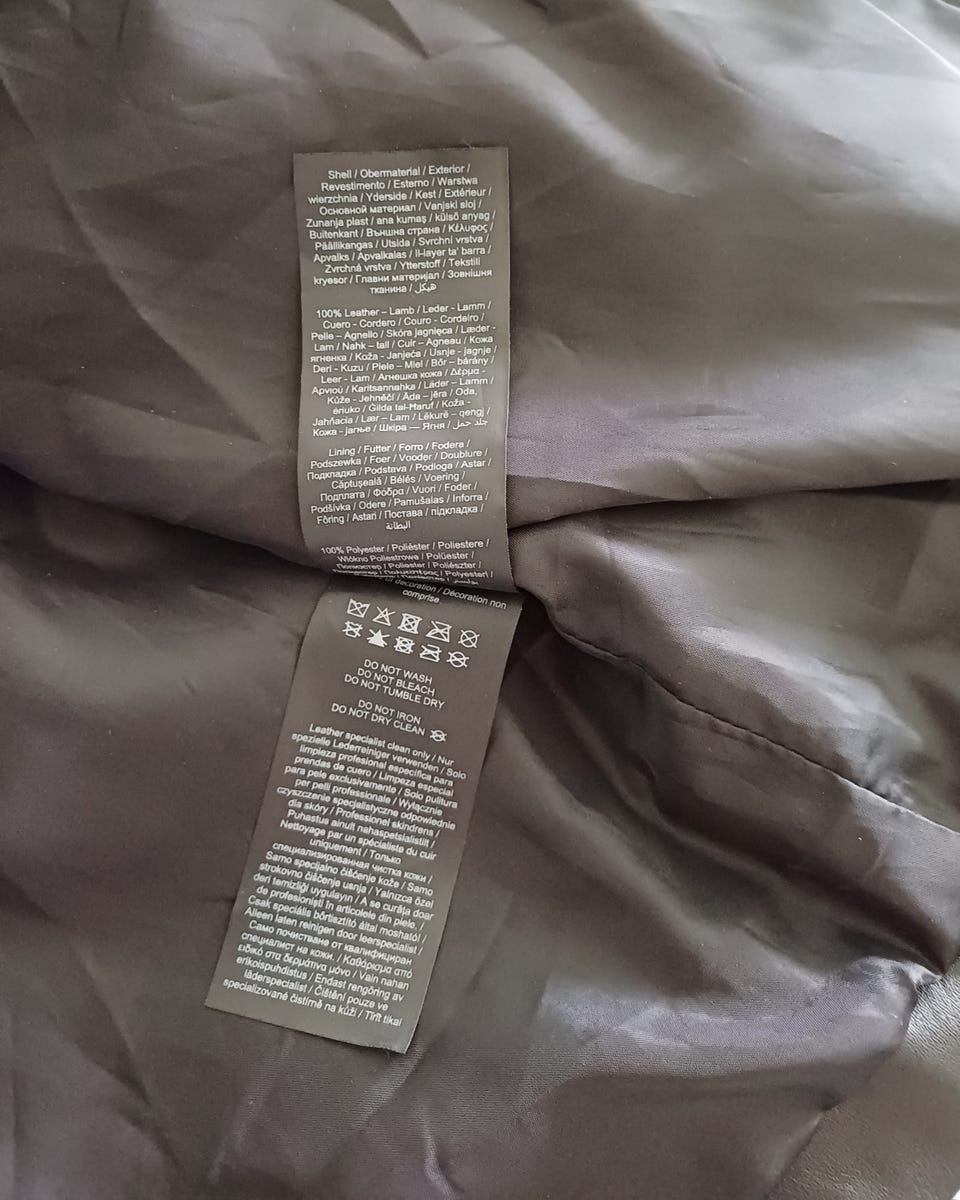 Shell / Obermaterial / Exterior /
Revestimento / Esterno / Warstwa
wierzchnia / Yderside / Kest / Extérieur /
Основной материал / Vanjski sloj /
Zunanja plast / ana kumaş / külső anyag /
Buitenkant / Външна страна / Κέλυφος /
Päällikangas / Utsida / Svrchní vrstva /
Apvalks / Apvalkalas / Il-layer ta' barra /
Zvrchná vrstva / Ytterstoff / Tekstili
kryesor / Главни материјал / Зовнішня
тканина / هيكل
100% Leather – Lamb / Leder - Lamm /
Cuero - Cordero / Couro - Cordeiro /
Pelle – Agnello / Skóra jagnięca / Læder -
Lam / Nahk – tall / Cuir – Agneau / Кожа
ягненка / Koža - Janjeća / Usnje - jagnje /
Deri - Kuzu / Piele – Miel / Bőr – bárány /
Leer - Lam / Агнешка кожа / Δέρμα -
Αρνιού / Karitsannahka / Läder – Lamm /
Kůže - Jehněčí / Āda – jēra / Oda,
ėriuko / Ġilda tal-Ħaruf / Koža -
Jahňacia / Lær – Lam / Lëkurë – qengj /
Кожа - јагње / Шкіра — Ягня / جلد حمل
Lining / Futter / Forro / Fodera /
Podszewka / Foer / Vooder / Doublure /
Подкладка / Podstava / Podloga / Astar /
Căptuşeală / Bélés / Voering /
Подплата / Φόδρα / Vuori / Foder /
Podšívka / Odere / Pamušalas / Inforra /
Fôring / Astari / Постава / підкладка /
البطانة
100% Polyester / Poliéster / Poliestere /
Włókno Poliestrowe / Polüester /
Полиэстер / Poliester / Poliészter /
decoration / Décoration non
comprise
DO NOT WASH
DO NOT BLEACH
DO NOT TUMBLE DRY
DO NOT IRON
DO NOT DRY CLEAN
Leather specialist clean only / Nur
spezielle Lederreiniger verwenden / Solo
limpieza profesional específica para
prendas de cuero / Limpeza especial
para pele exclusivamente / Solo pulitura
per pelli professionale / Wyłącznie
czyszczenie specjalistyczne odpowiednie
dla skóry / Professionel skindrens /
Puhastus ainult nahaspetsialistilt /
Nettoyage par un spécialiste du cuir
uniquement / Только
специализированная чистка кожи /
Samo specijalno čišćenje kože / Samo
strokovno čiščenje usnja / Yalnızca özel
deri temizliği uygulayın / A se curăţa doar
de profesionişti în articolele din piele. /
Csak speciális bőrtisztító által mosható /
Alleen laten reinigen door leerspecialist /
Само почистване от квалифициран
специалист на кожи. / Καθάρισμα από
ειδικό στα δερμάτινα μόνο / Vain nahan
erikoispuhdistus / Endast rengöring av
läderspecialist / Čištění pouze ve
specializované čistírně na kůži / Tīrīt tikai